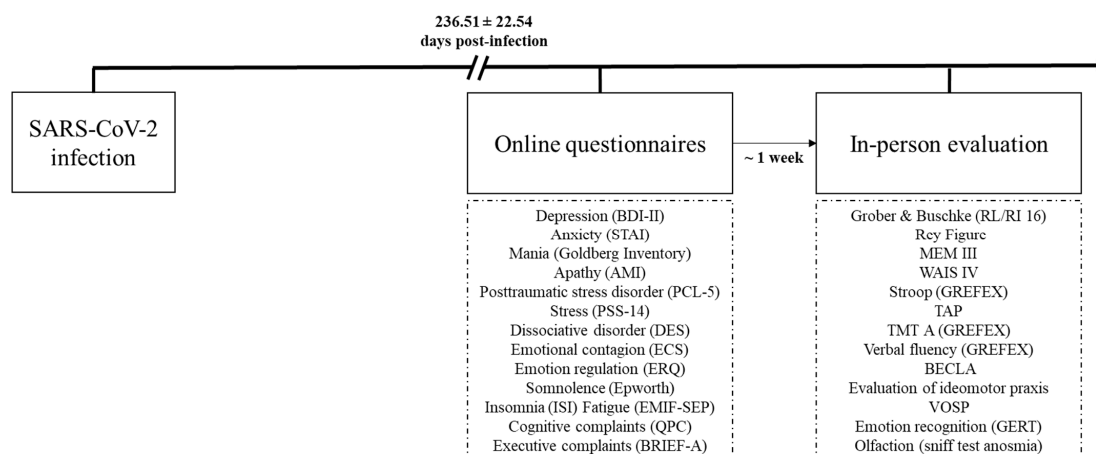 236.51 ± 22.54
days post-infection
SARS-CoV-2
infection
Online questionnaires
~ 1 week
In-person evaluation
Depression (BDI-II)
Anxiety (STAI)
Mania (Goldberg Inventory)
Apathy (AMI)
Posttraumatic stress disorder (PCL-5)
Stress (PSS-14)
Dissociative disorder (DES)
Emotional contagion (ECS)
Emotion regulation (ERQ)
Somnolence (Epworth)
Insomnia (ISI) Fatigue (EMIF-SEP)
Cognitive complaints (QPC)
Executive complaints (BRIEF-A)
Grober & Buschke (RL/RI 16)
Rey Figure
MEM III
WAIS IV
Stroop (GREFEX)
TAP
TMT A (GREFEX)
Verbal fluency (GREFEX)
BECLA
Evaluation of ideomotor praxis
VOSP
Emotion recognition (GERT)
Olfaction (sniff test anosmia)